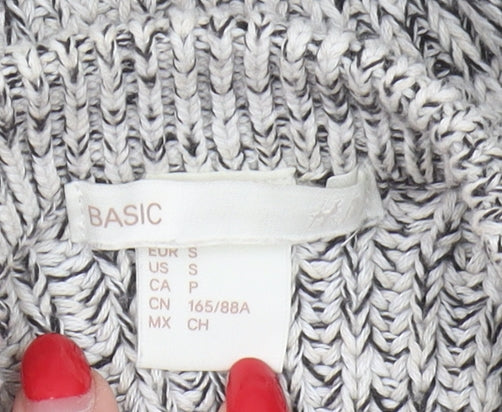 BASIC
EUR S
US S
CA P
CN 165/88A
MX CH